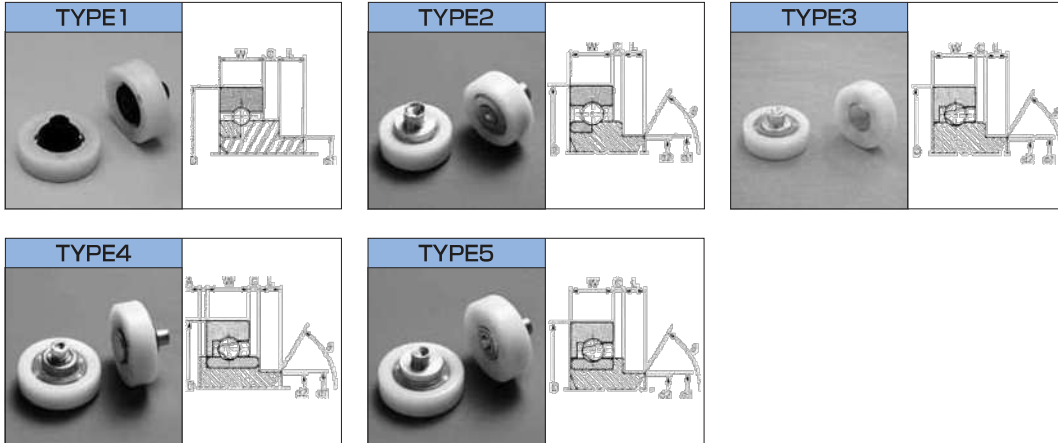 TYPE1
TYPE2
TYPE3
W C L
W C L
W C L
D
d1
D
d2 d1
D
d2 d1
TYPE4
TYPE5
A W C L
W C L
D
d2 d1
D
d2 d1